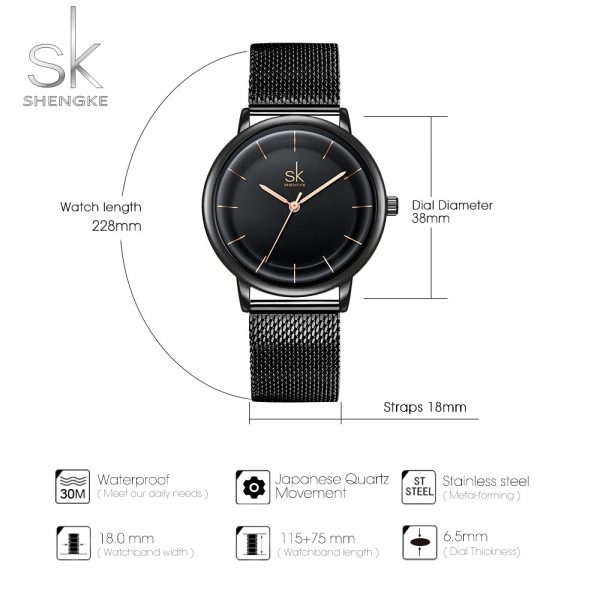 sk
SHENGKE
Watch length
228mm
sk
SHENGKE
Dial Diameter
38mm
Straps 18mm
30M
Waterproof
( Meet our daily needs )
Japanese Quartz
Movement
ST
STEEL
Stainless steel
( Metal-forming )
18.0 mm
( Watchband width )
115+75 mm
( Watchband length )
6.5mm
( Dial Thickness)